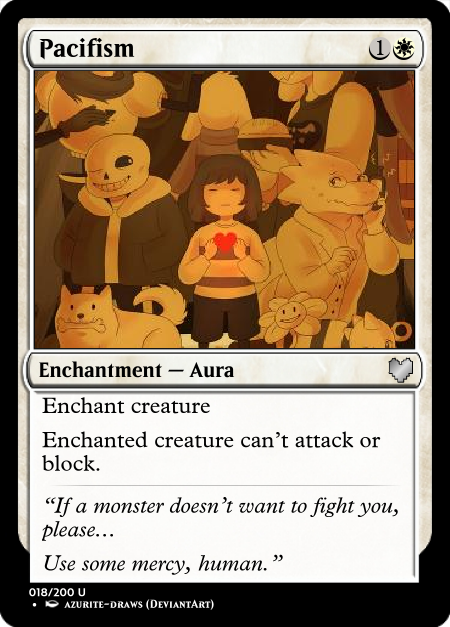 Pacifism 1
Enchantment — Aura
Enchant creature
Enchanted creature can't attack or
block.
"If a monster doesn't want to fight you,
please…
Use some mercy, human."
018/200 U
• AZURITE-DRAWS (DEVIANTART)